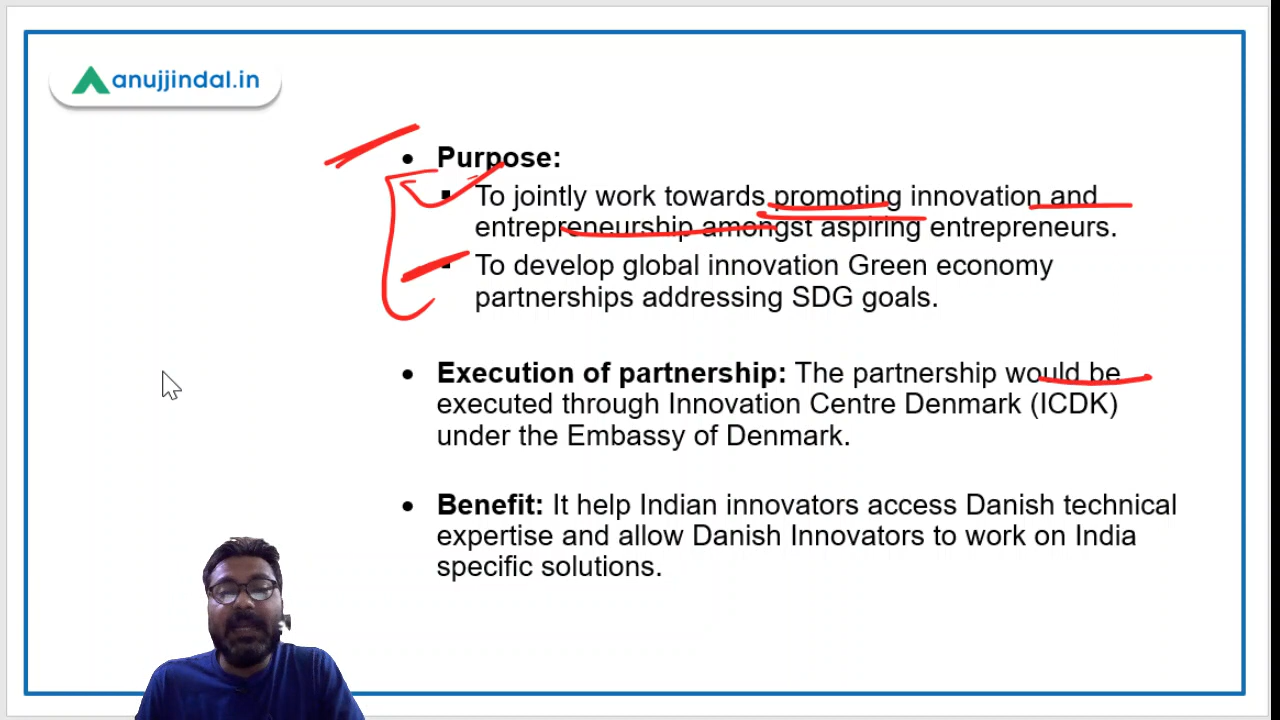 anujjindal.in
• Purpose:
▪ To jointly work towards promoting innovation and
entrepreneurship amongst aspiring entrepreneurs.
▪ To develop global innovation Green economy
partnerships addressing SDG goals.
• Execution of partnership: The partnership would be
executed through Innovation Centre Denmark (ICDK)
under the Embassy of Denmark.
• Benefit: It help Indian innovators access Danish technical
expertise and allow Danish Innovators to work on India
specific solutions.